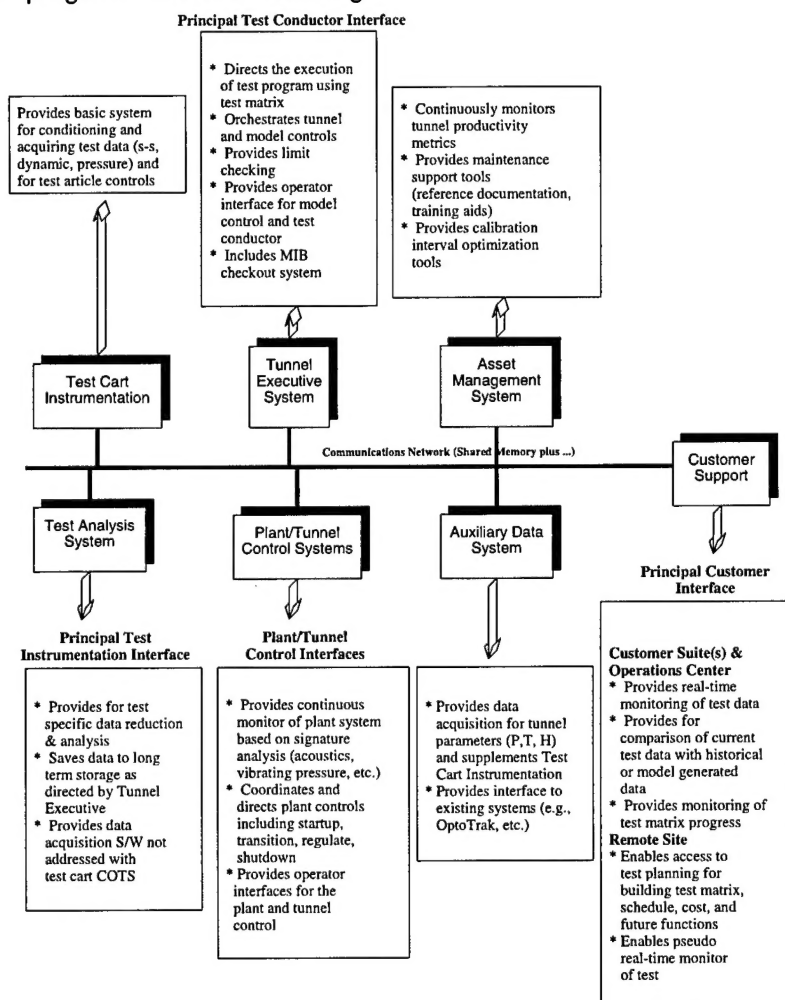 Principal Test Conductor Interface
* Directs the execution
of test program using
test matrix
* Orchestrates tunnel
and model controls
* Provides limit
checking
* Provides operator
interface for model
control and test
conductor
* Includes MIB
checkout system
Provides basic system
for conditioning and
acquiring test data (s-s,
dynamic, pressure) and
for test article controls
* Continuously monitors
tunnel productivity
metrics
* Provides maintenance
support tools
(reference documentation,
training aids)
* Provides calibration
interval optimization
tools
Test Cart
Instrumentation
Tunnel
Executive
System
Asset
Management
System
Communications Network (Shared Memory plus ...)
Customer
Support
Test Analysis
System
Plant/Tunnel
Control Systems
Auxiliary Data
System
Principal Test
Instrumentation Interface
* Provides for test
specific data reduction
& analysis
* Saves data to long
term storage as
directed by Tunnel
Executive
* Provides data
acquisition S/W not
addressed with
test cart COTS
Plant/Tunnel
Control Interfaces
* Provides continuous
monitor of plant system
based on signature
analysis (acoustics,
vibrating pressure, etc.)
* Coordinates and
directs plant controls
including startup,
transition, regulate,
shutdown
* Provides operator
interfaces for the
plant and tunnel
control
* Provides data
acquisition for tunnel
parameters (P,T, H)
and supplements Test
Cart Instrumentation
* Provides interface to
existing systems (e.g.,
OptoTrak, etc.)
Principal Customer
Interface
Customer Suite(s) &
Operations Center
* Provides real-time
monitoring of test data
* Provides for
comparison of current
test data with historical
or model generated
data
* Provides monitoring of
test matrix progress
Remote Site
* Enables access to
test planning for
building test matrix,
schedule, cost, and
future functions
* Enables pseudo
real-time monitor
of test